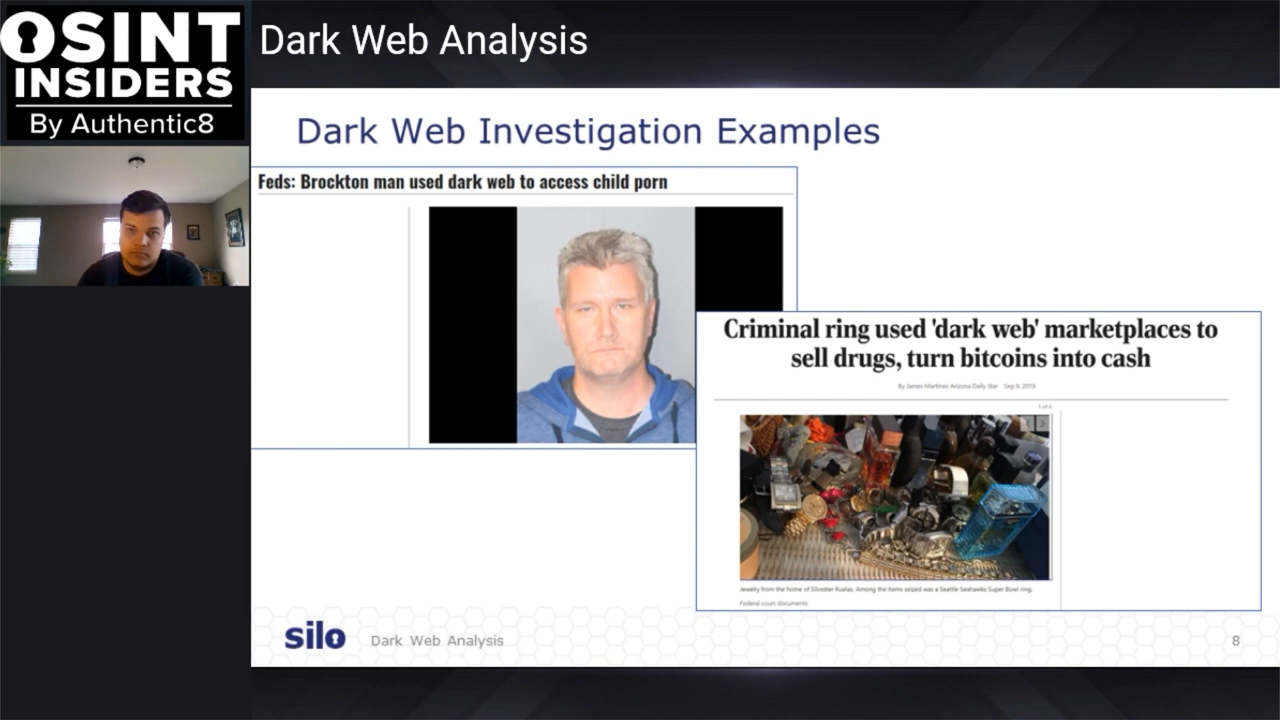 OSINT
INSIDERS
By Authentic8
Dark Web Analysis
Dark Web Investigation Examples
Feds: Brockton man used dark web to access child porn
Criminal ring used 'dark web' marketplaces to
sell drugs, turn bitcoins into cash
By James Martinez Arizona Daily Star Sep 9, 2019
1 of 6
Jewelry from the home of Silvester Ruelas. Among the items seized was a Seattle Seahawks Super Bowl ring.
Federal court documents
silo
Dark Web Analysis
8